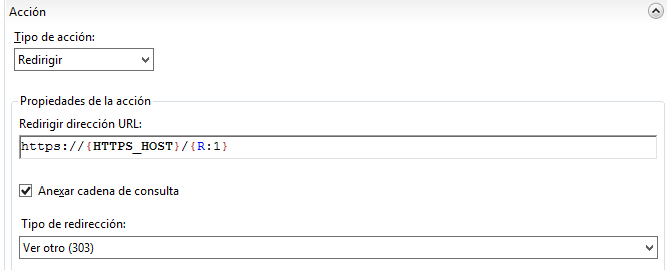 Acción
Tipo de acción:
Redirigir
Propiedades de la acción
Redirigir dirección URL:
https://{HTTPS_HOST}/{R:1}
Anexar cadena de consulta
Tipo de redirección:
Ver otro (303)